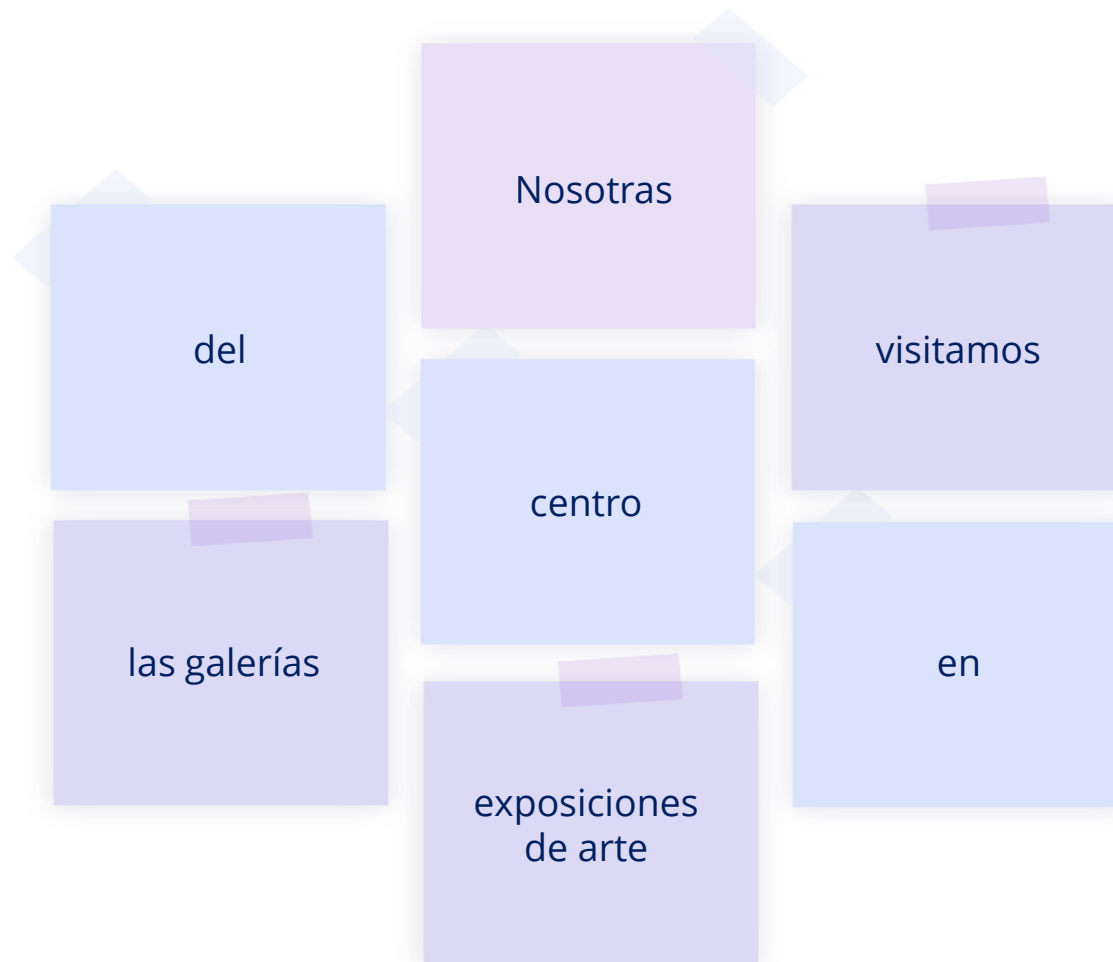 Nosotras
del
visitamos
centro
las galerías
en
exposiciones
de arte